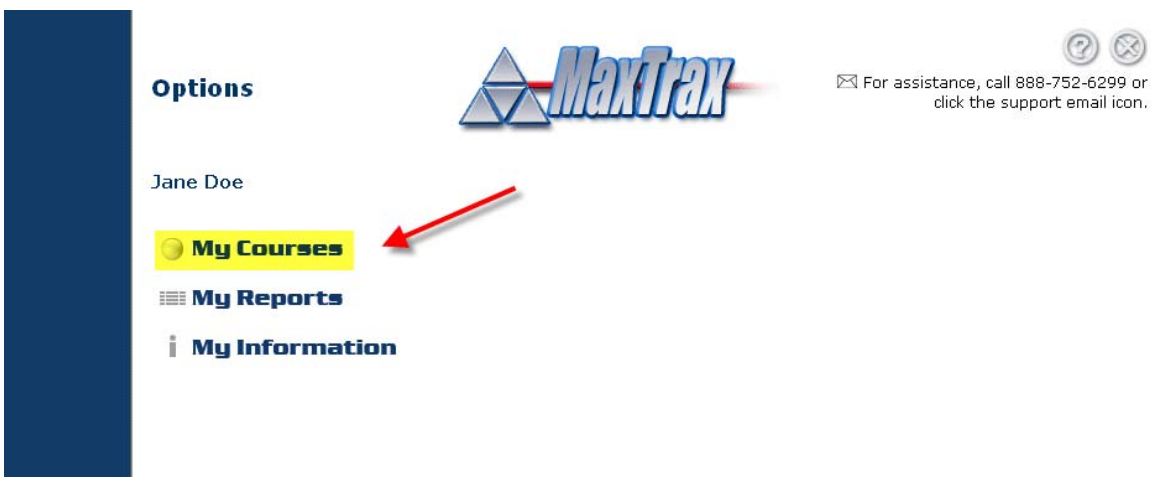 Options
MaxTrax
For assistance, call 888-752-6299 or
click the support email icon.
Jane Doe
My Courses
My Reports
My Information